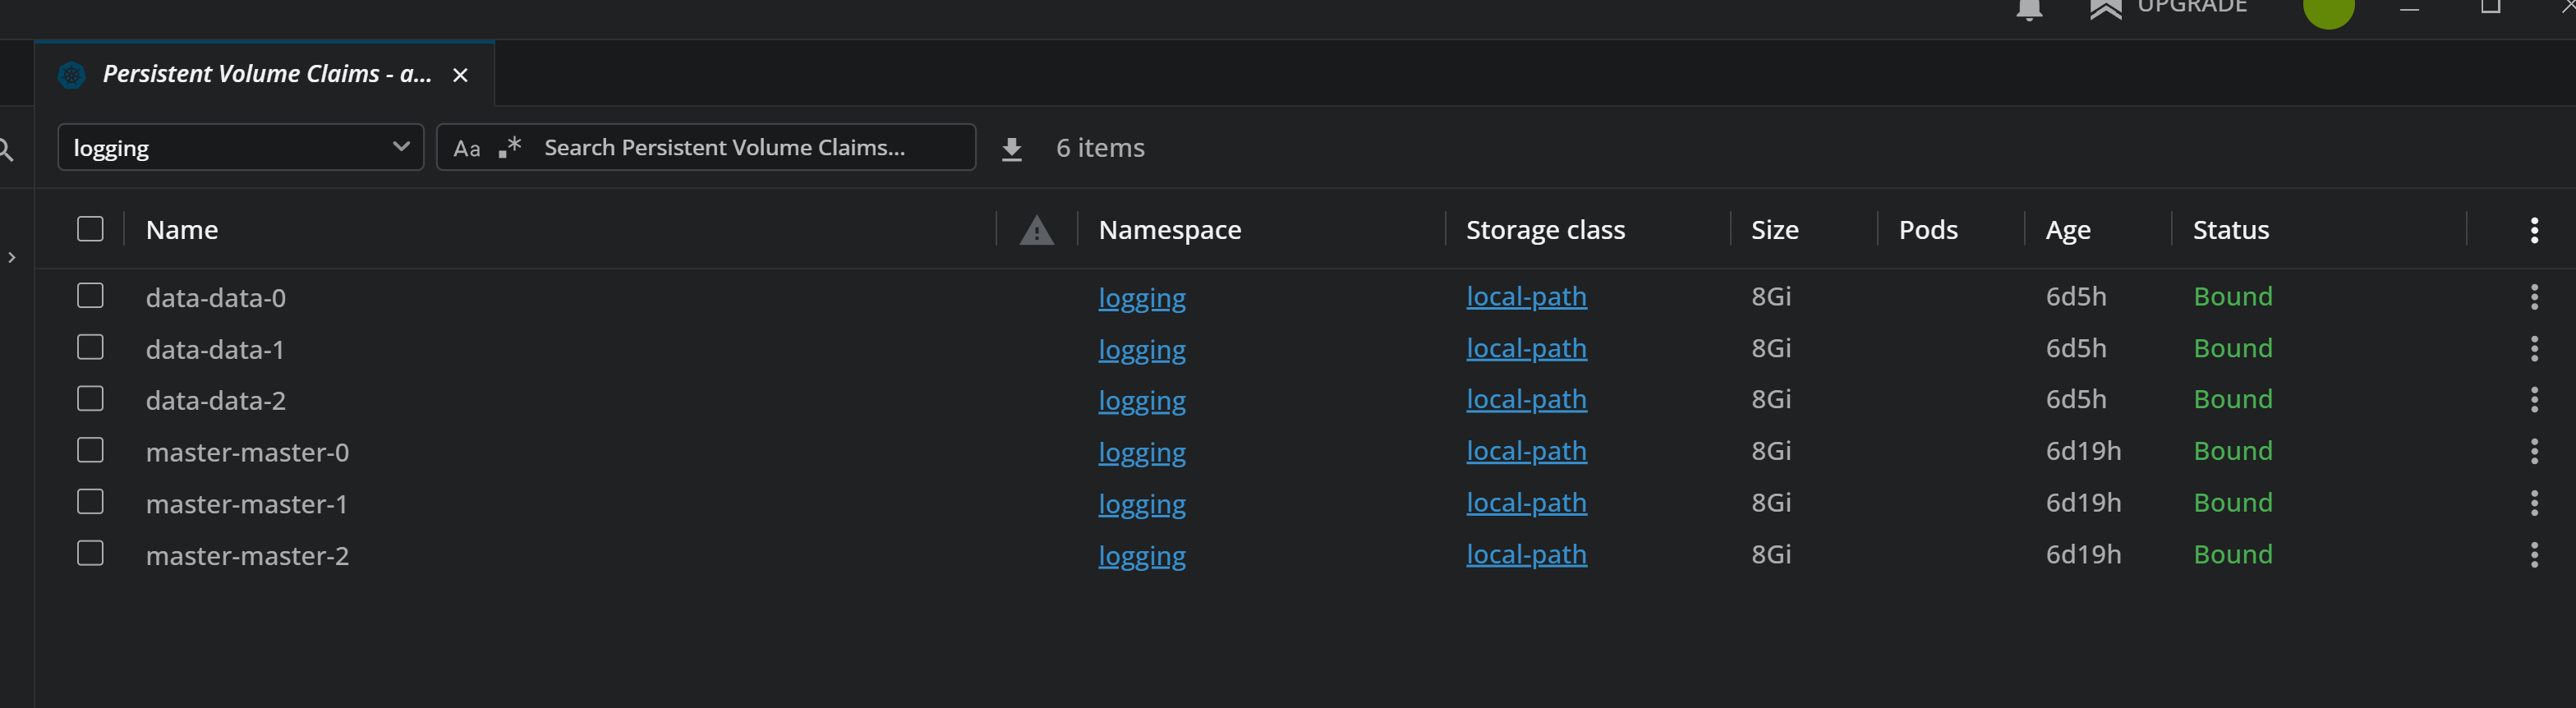 UPGRADE
Persistent Volume Claims - a...
logging
Aa .* Search Persistent Volume Claims...
6 items
Name Namespace Storage class Size Pods Age Status
data-data-0 logging local-path 8Gi 6d5h Bound
data-data-1 logging local-path 8Gi 6d5h Bound
data-data-2 logging local-path 8Gi 6d5h Bound
master-master-0 logging local-path 8Gi 6d19h Bound
master-master-1 logging local-path 8Gi 6d19h Bound
master-master-2 logging local-path 8Gi 6d19h Bound